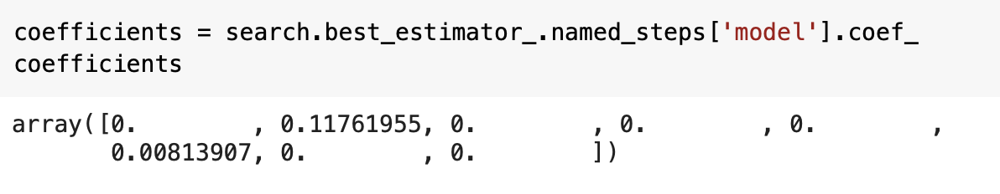 coefficients = search.best_estimator_.named_steps['model'].coef_
coefficients
array([0.        , 0.11761955, 0.        , 0.        , 0.        ,
       0.00813907, 0.        , 0.        ])